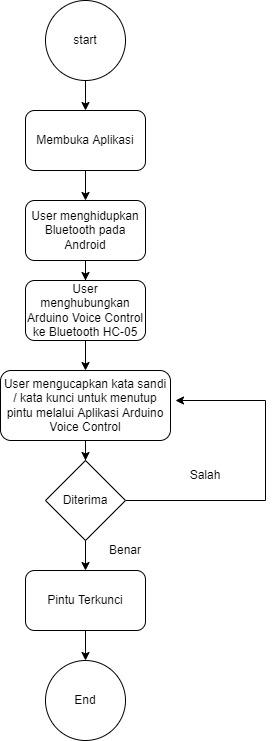 start
Membuka Aplikasi
User menghidupkan
Bluetooth pada
Android
User
menghubungkan
Arduino Voice Control
ke Bluetooth HC-05
User mengucapkan kata sandi
/ kata kunci untuk menutup
pintu melalui Aplikasi Arduino
Voice Control
Salah
Diterima
Benar
Pintu Terkunci
End